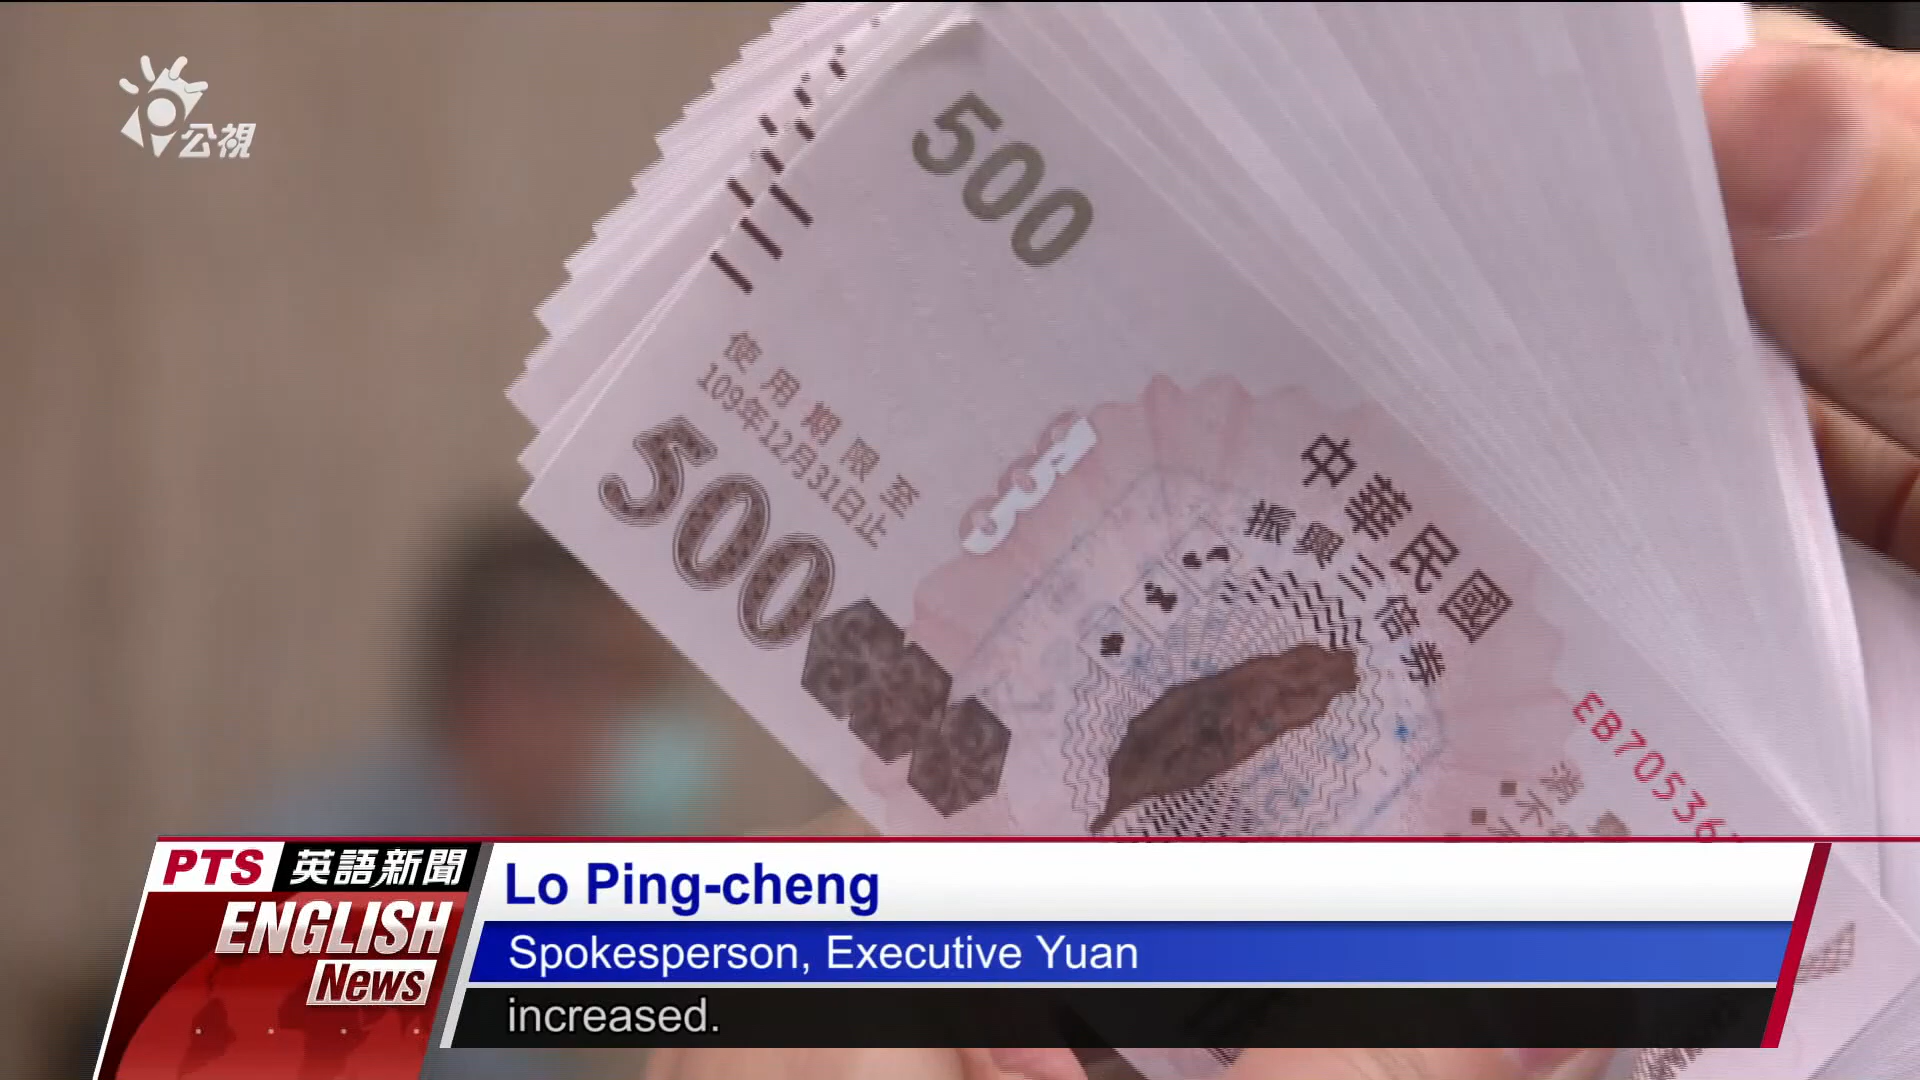 公視
500
使用期限至
109年12月31日止
500
中華民國
振興三倍券
EB70536
PTS 英語新聞
ENGLISH
News
Lo Ping-cheng
Spokesperson, Executive Yuan
increased.